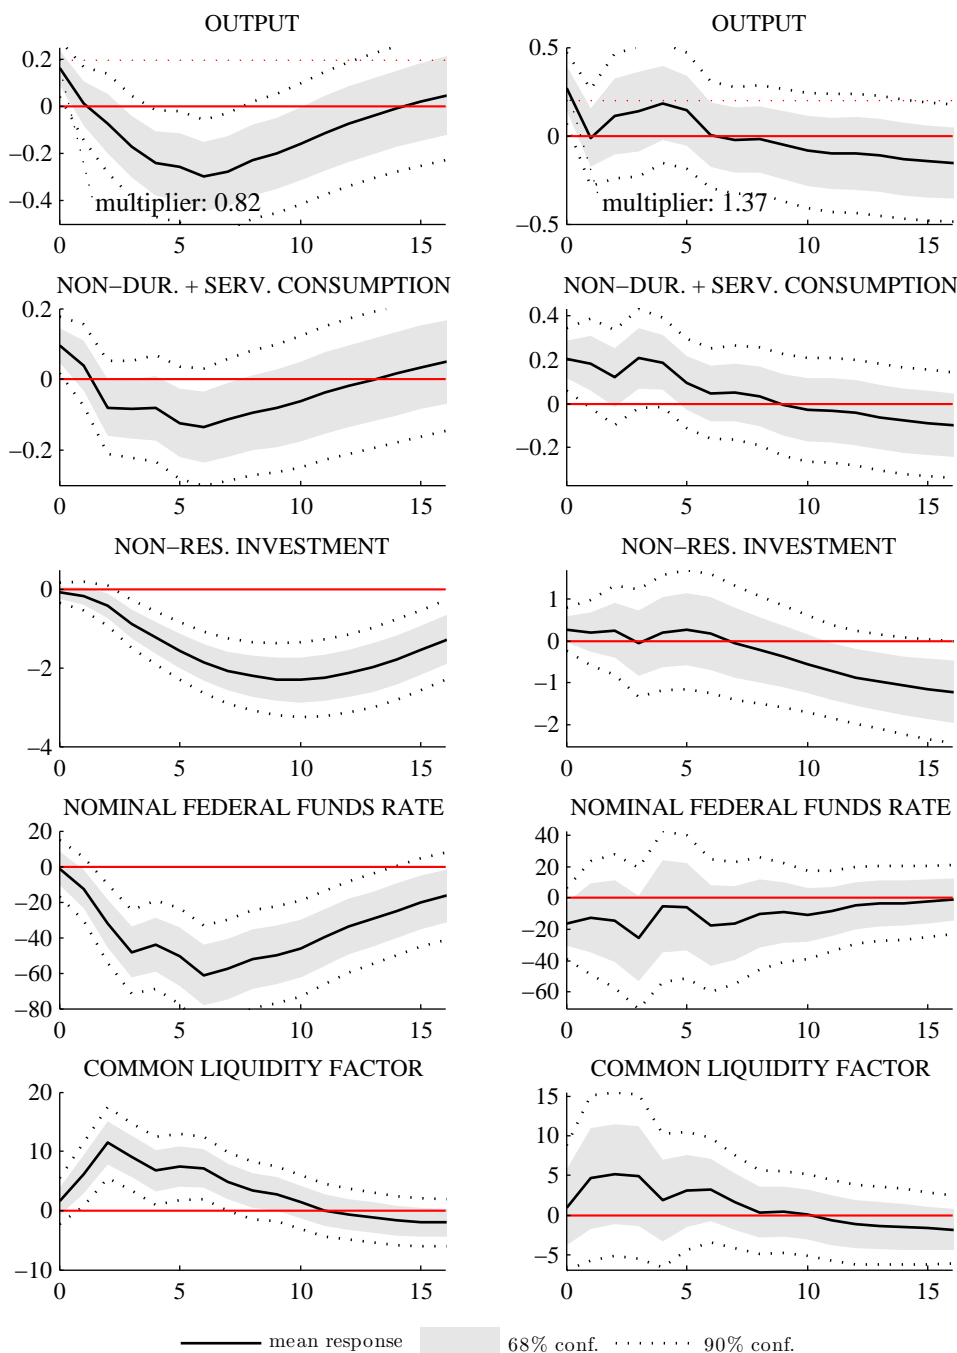 OUTPUT
0.2
0
−0.2
−0.4
multiplier: 0.82
0 5 10 15
OUTPUT
0.5
0
−0.5
multiplier: 1.37
0 5 10 15
NON−DUR. + SERV. CONSUMPTION
0.2
0
−0.2
0 5 10 15
NON−DUR. + SERV. CONSUMPTION
0.4
0.2
0
−0.2
0 5 10 15
NON−RES. INVESTMENT
0
−2
−4
0 5 10 15
NON−RES. INVESTMENT
1
0
−1
−2
0 5 10 15
NOMINAL FEDERAL FUNDS RATE
20
0
−20
−40
−60
−80
0 5 10 15
NOMINAL FEDERAL FUNDS RATE
40
20
0
−20
−40
−60
0 5 10 15
COMMON LIQUIDITY FACTOR
20
10
0
−10
0 5 10 15
COMMON LIQUIDITY FACTOR
15
10
5
0
−5
0 5 10 15
mean response 68% conf. 90% conf.